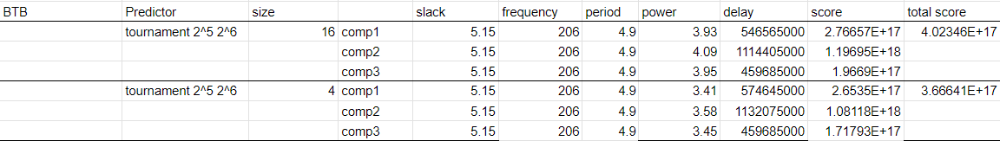 BTB Predictor size slack frequency period power delay score total score
tournament 2^5 2^6 16 comp1 5.15 206 4.9 3.93 546565000 2.76657E+17 4.02346E+17
comp2 5.15 206 4.9 4.09 1114405000 1.19695E+18
comp3 5.15 206 4.9 3.95 459685000 1.9669E+17
tournament 2^5 2^6 4 comp1 5.15 206 4.9 3.41 574645000 2.6535E+17 3.66641E+17
comp2 5.15 206 4.9 3.58 1132075000 1.08118E+18
comp3 5.15 206 4.9 3.45 459685000 1.71793E+17